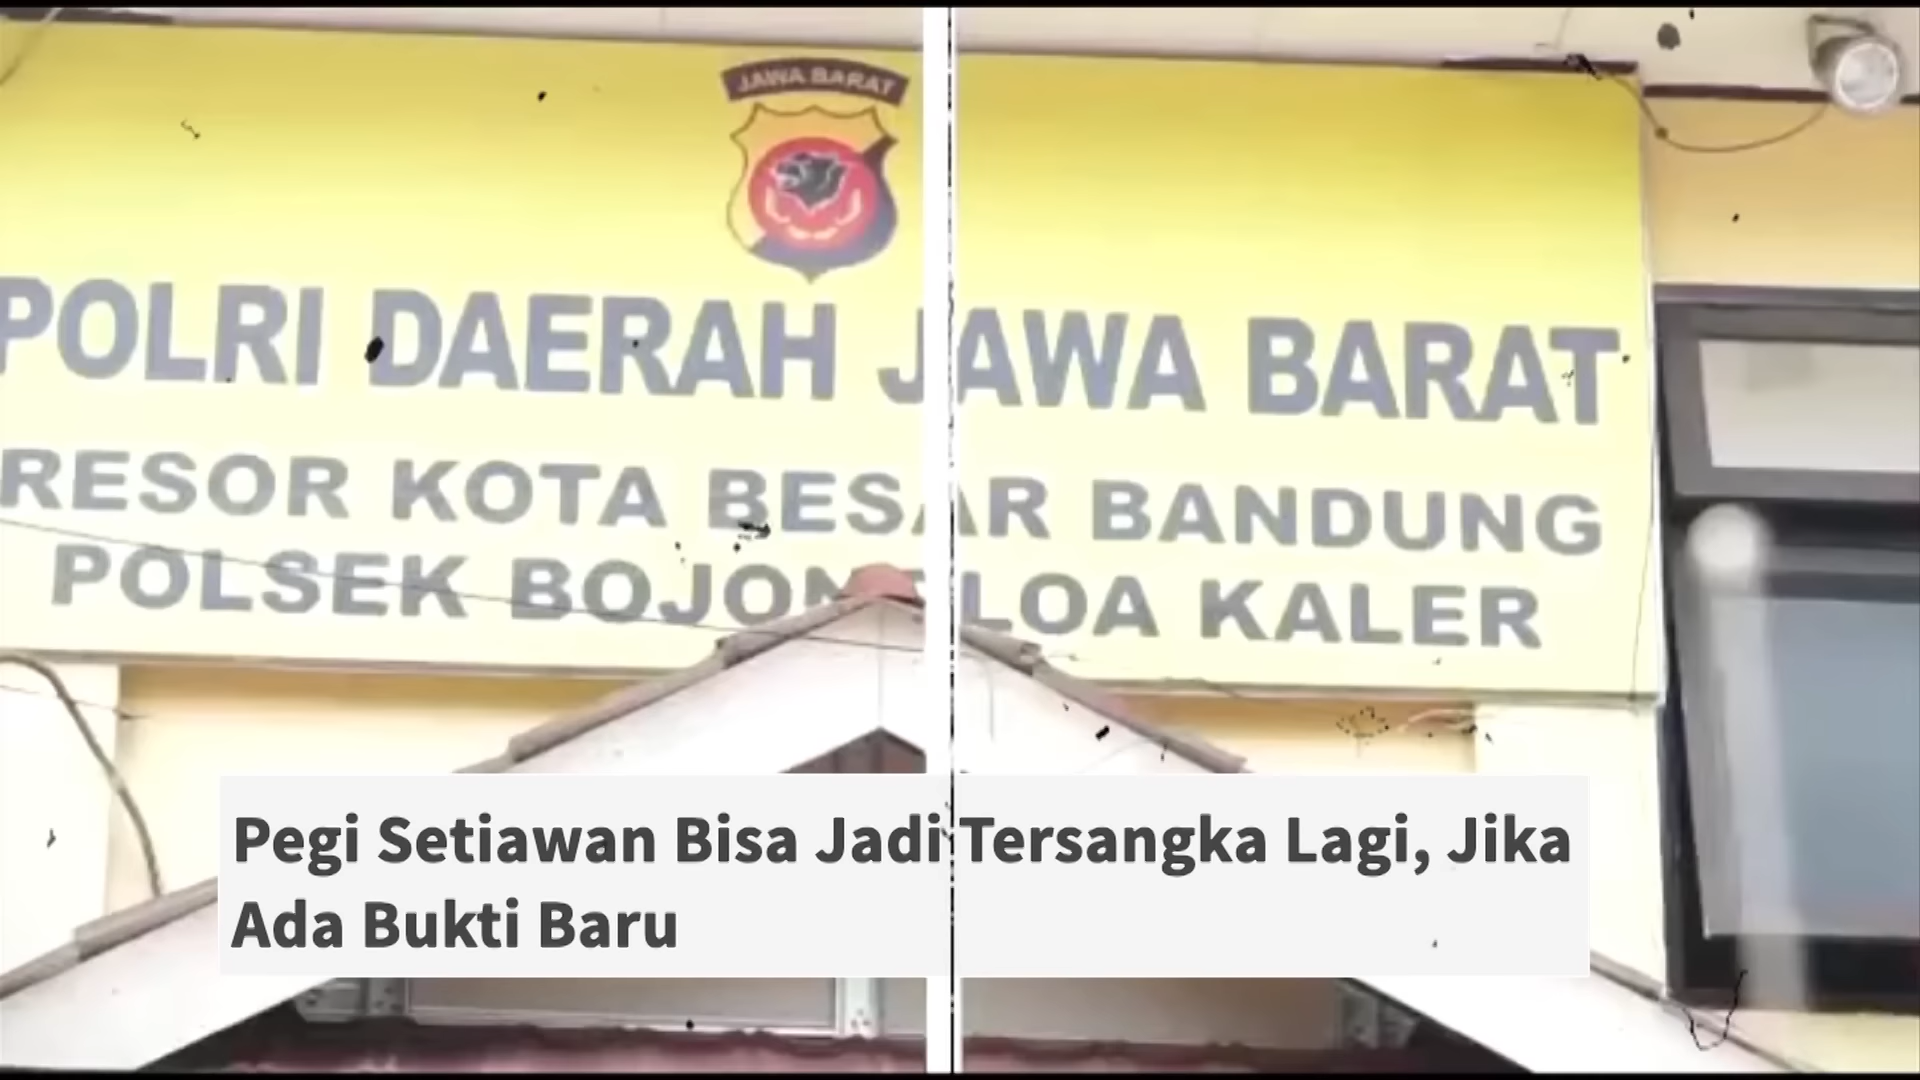 JAWA BARAT
POLRI DAERAH JAWA BARAT
RESOR KOTA BESAR BANDUNG
POLSEK KALER
Pegi Setiawan Bisa Jadi Tersangka Lagi, Jika
Ada Bukti Baru